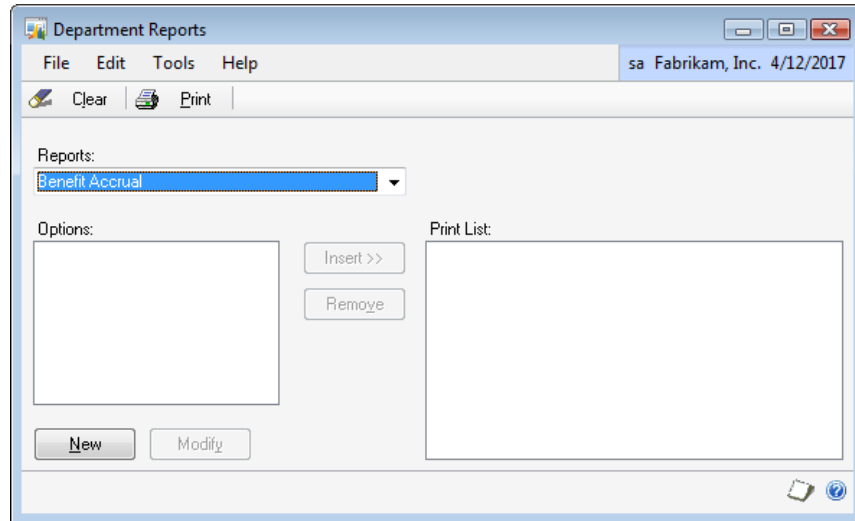 Department Reports
File Edit Tools Help
sa Fabrikam, Inc. 4/12/2017
Clear Print
Reports:
Benefit Accrual
Options:
Print List:
Insert >>
Remove
New Modify